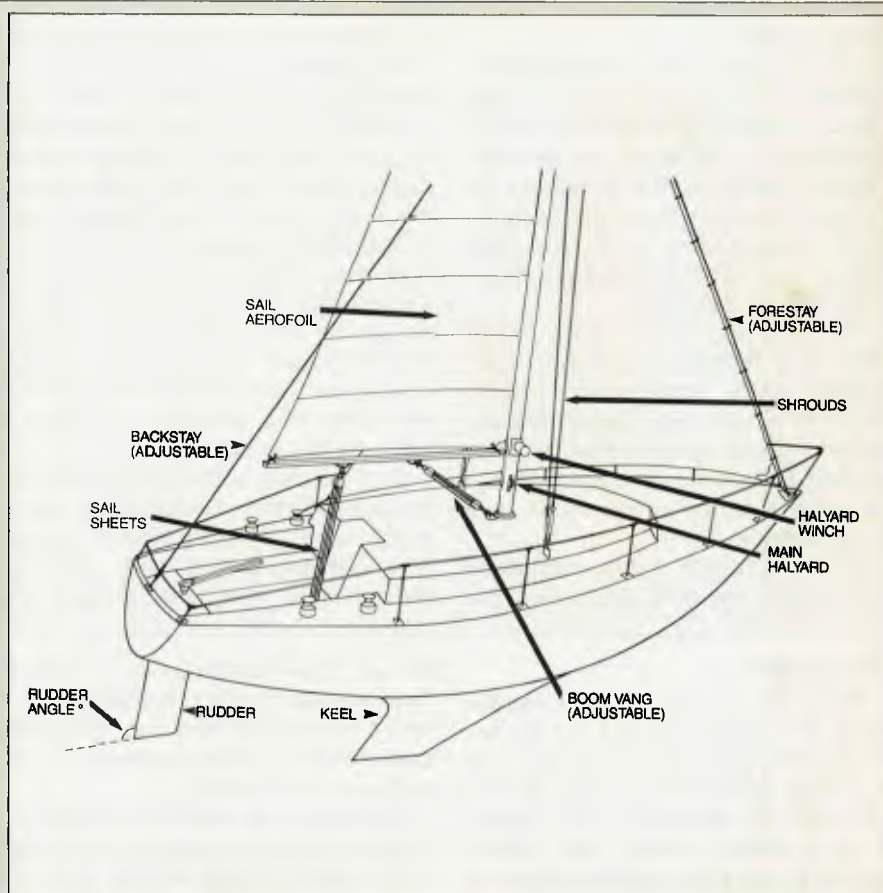 SAIL
AEROFOIL
FORESTAY
(ADJUSTABLE)
SHROUDS
BACKSTAY
(ADJUSTABLE)
SAIL
SHEETS
HALYARD
WINCH
MAIN
HALYARD
BOOM VANG
(ADJUSTABLE)
RUDDER
ANGLE°
RUDDER
KEEL